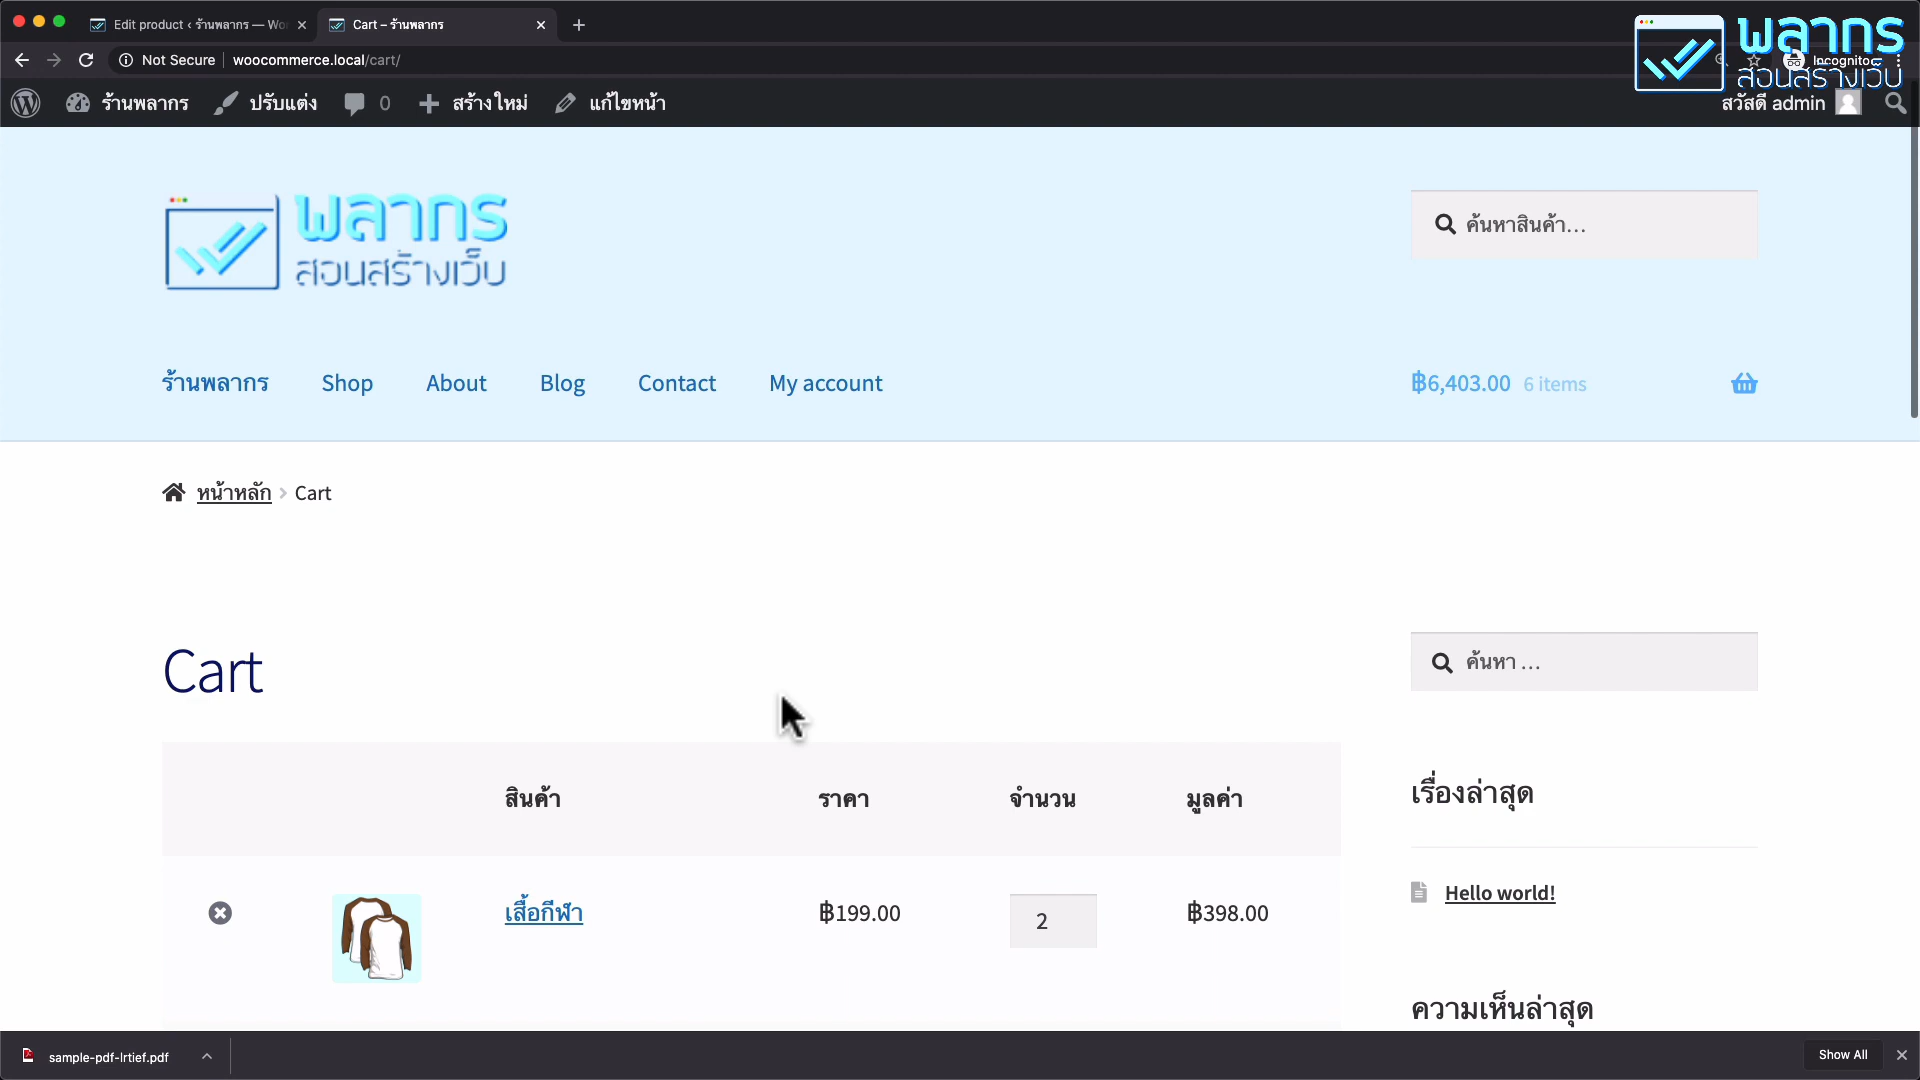 Edit product ‹ ร้านพลากร — Wo
Cart – ร้านพลากร
Not Secure
woocommerce.local/cart/
Incognito
พลากร
สอนสร้างเว็บ
ร้านพลากร
ปรับแต่ง
0
สร้างใหม่
แก้ไขหน้า
สวัสดี admin
พลากร
สอนสร้างเว็บ
ค้นหาสินค้า…
ร้านพลากร
Shop
About
Blog
Contact
My account
฿6,403.00 6 items
หน้าหลัก › Cart
Cart
ค้นหา …
สินค้า
ราคา
จำนวน
มูลค่า
เรื่องล่าสุด
เสื้อกีฬา
฿199.00
2
฿398.00
Hello world!
ความเห็นล่าสุด
sample-pdf-lrtief.pdf
Show All